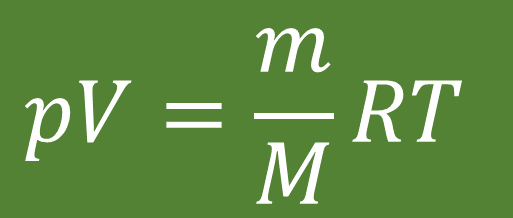 pV = m/M RT